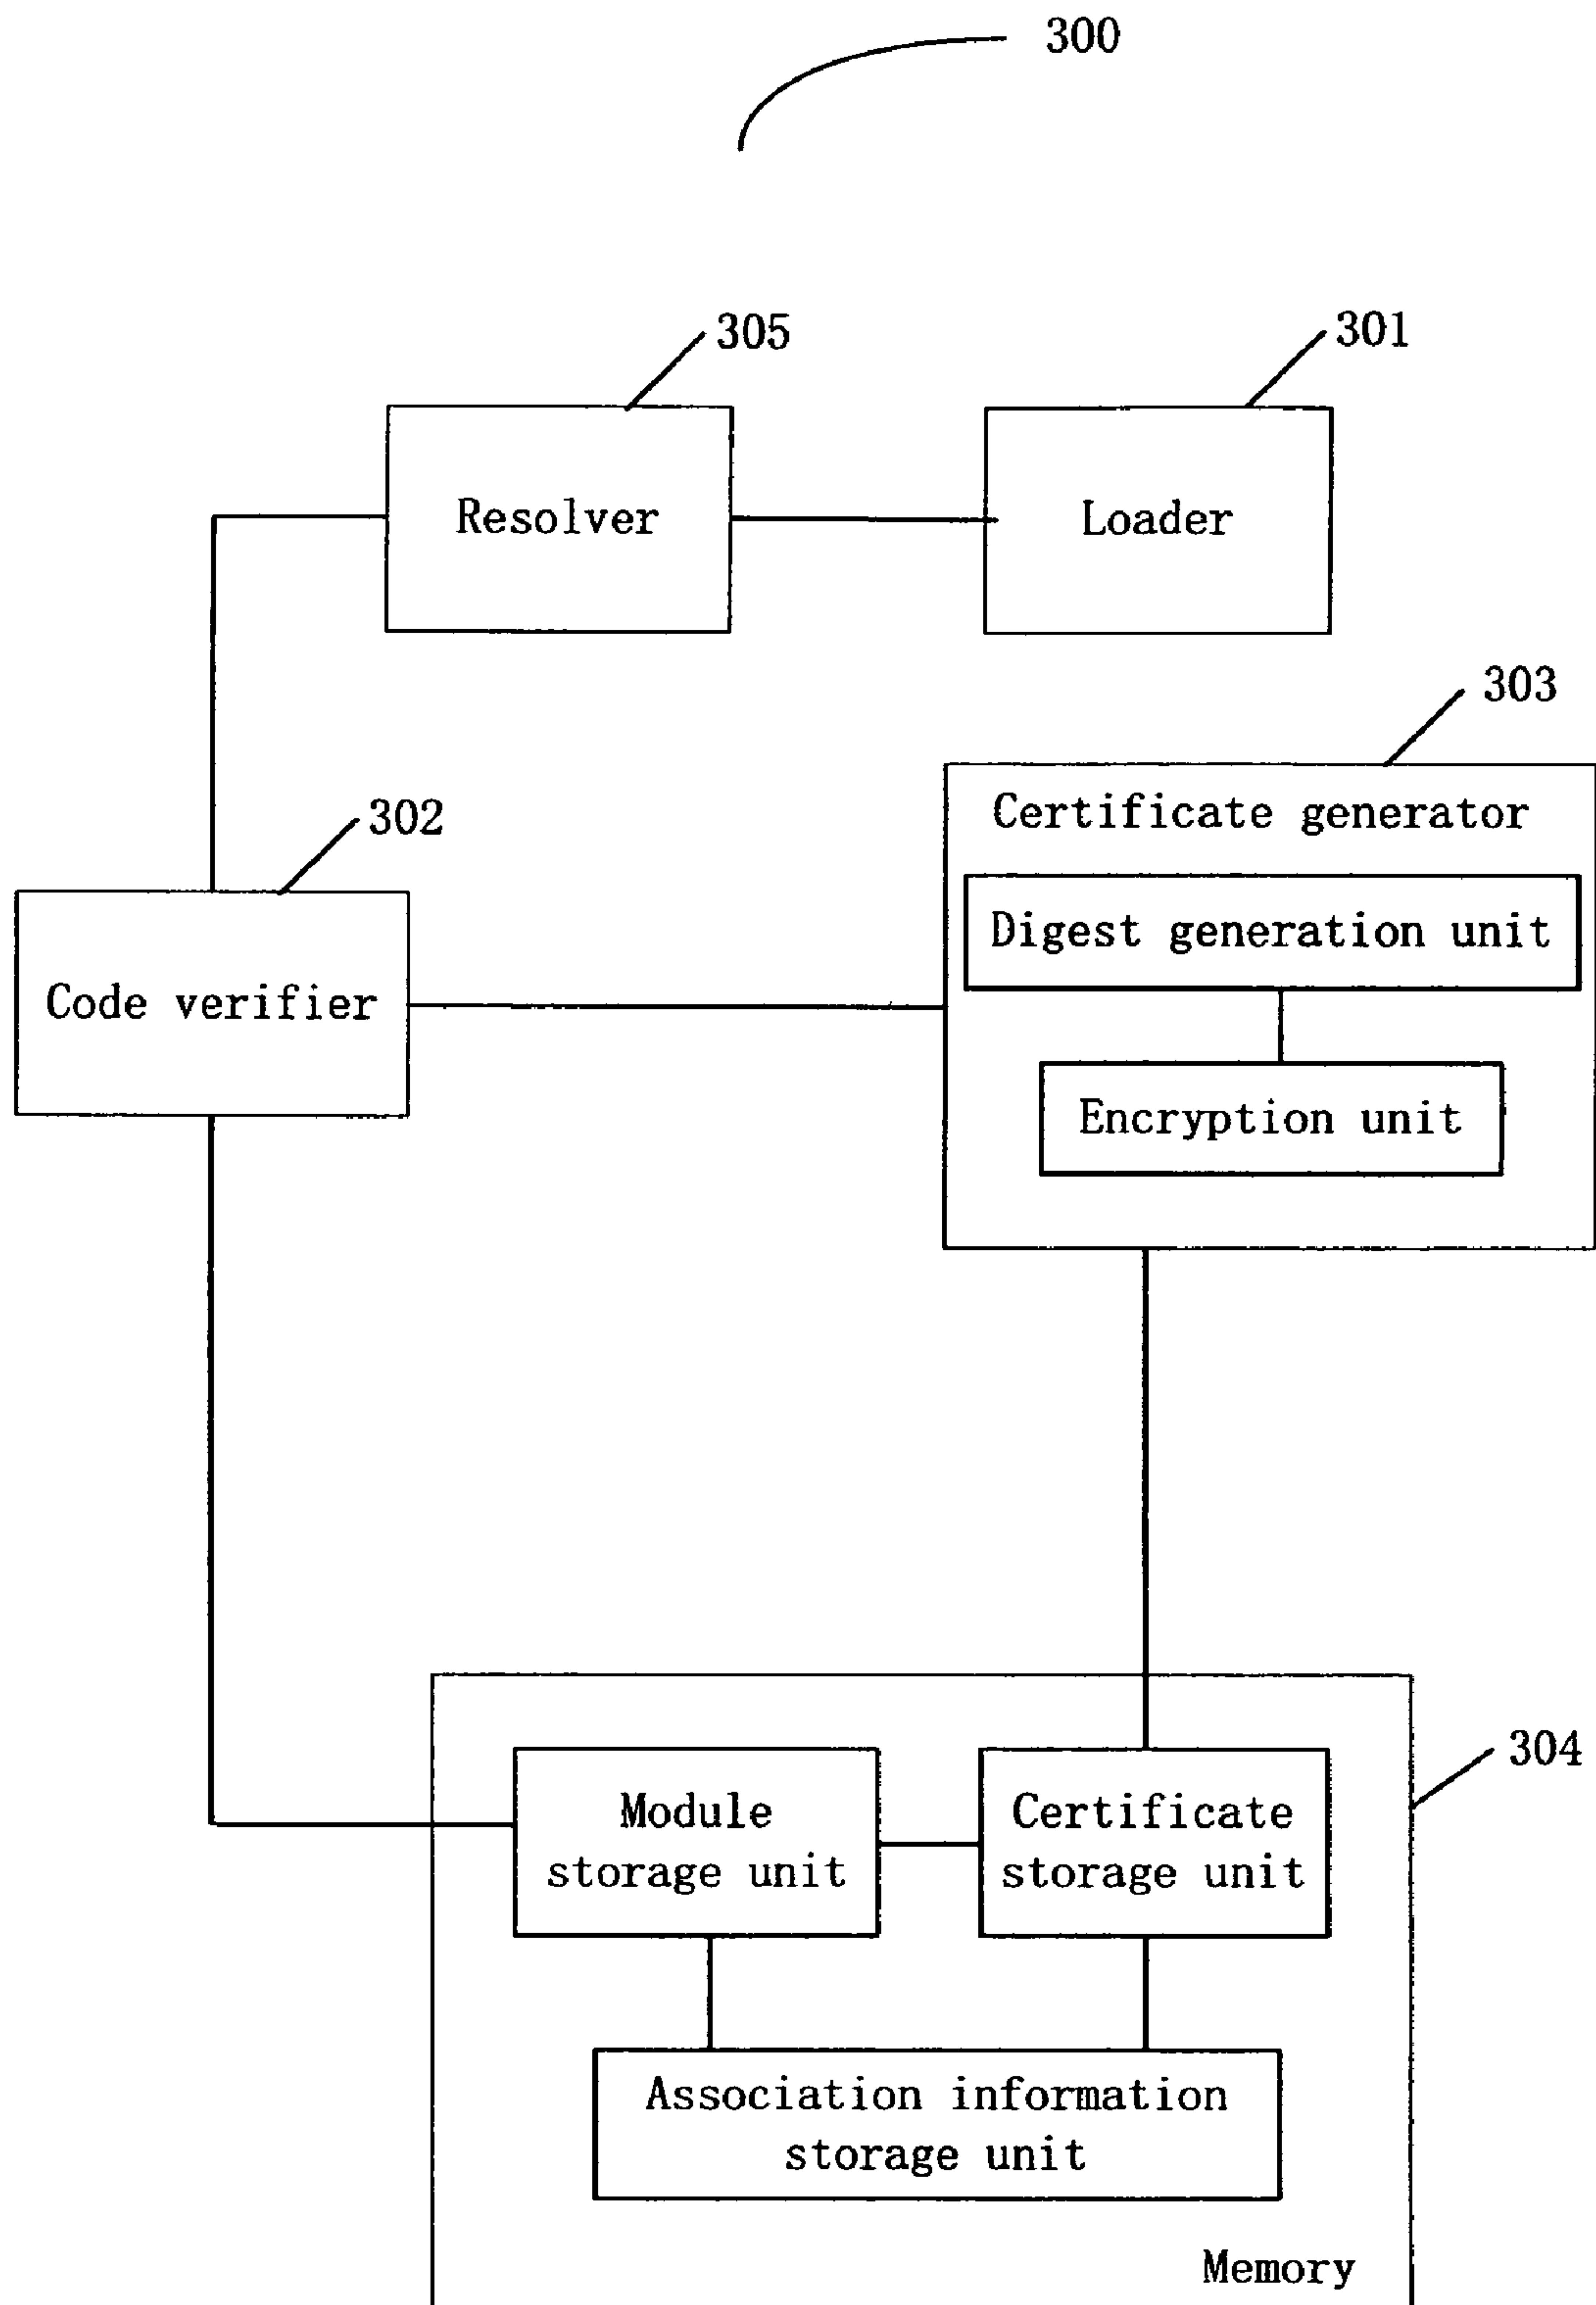 300
305
301
Resolver
Loader
303
Certificate generator
302
Digest generation unit
Code verifier
Encryption unit
304
Module
storage unit
Certificate
storage unit
Association information
storage unit
Memory